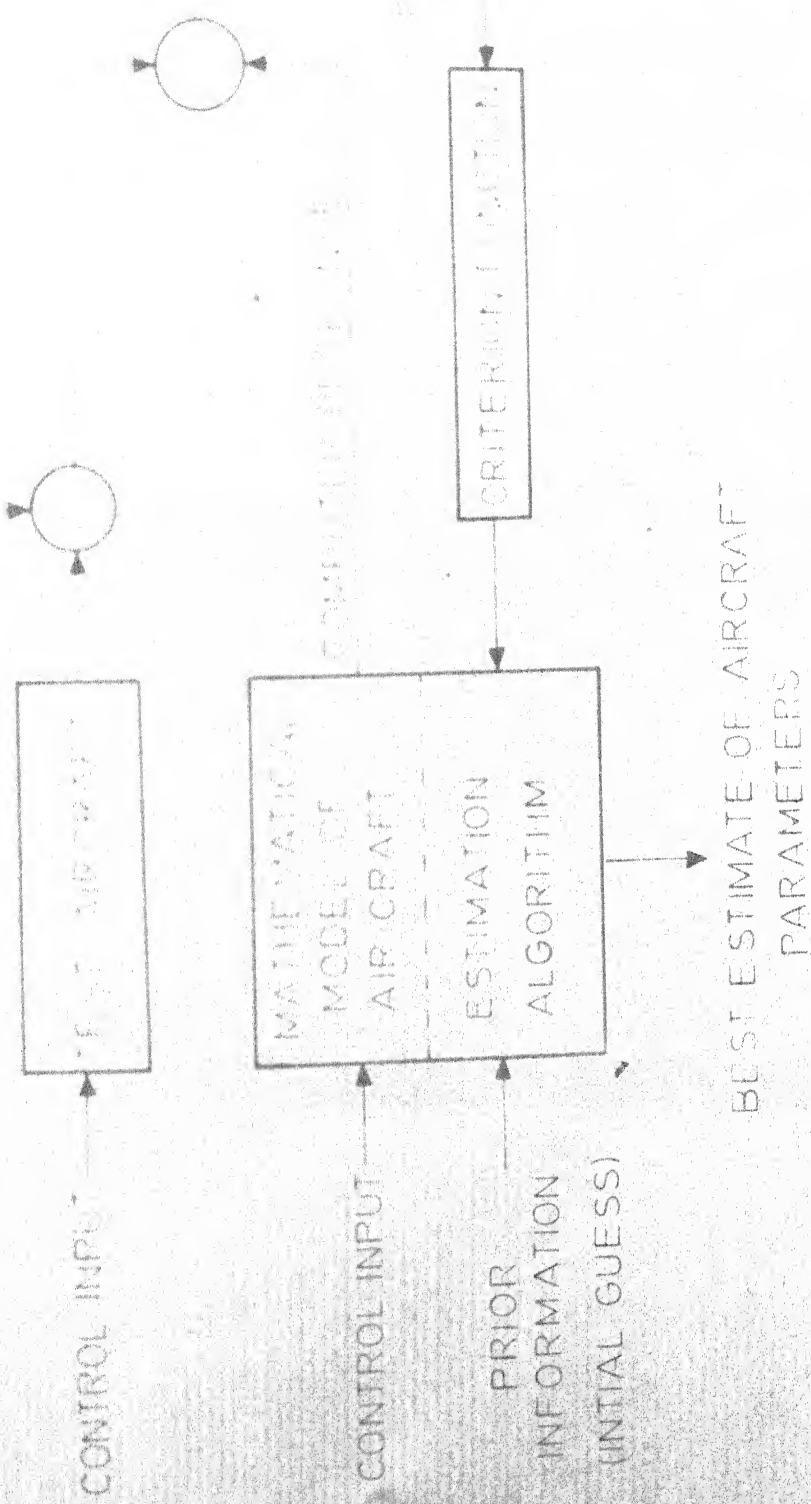 CONTROL INPUT
CONTROL INPUT
MATHEMATICAL
MODEL OF
AIRCRAFT
PRIOR
INFORMATION
(INTIAL GUESS)
ESTIMATION
ALGORITHM
CRITERION FUNCTION
BEST ESTIMATE OF AIRCRAFT
PARAMETERS